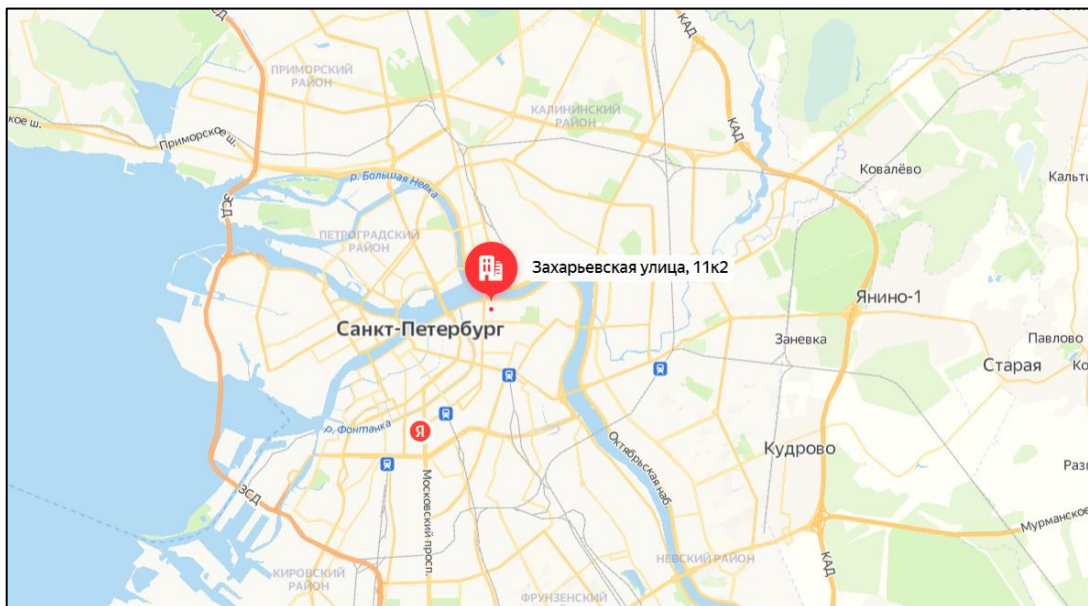 КАД
ПРИМОРСКИЙ
РАЙОН
КАЛИНИНСКИЙ
РАЙОН
КАД
кое ш.
Приморское ш.
Ковалёво
р. Большая Невка
ЗСД
ПЕТРОГРАДСКИЙ
РАЙОН
Захарьевская улица, 11к2
Янино-1
Санкт-Петербург
Заневка
Павлово
Старая
р. Фонтанка
Я
Октябрьская наб.
Кудрово
Московский просп.
ЗСД
Мурманское
НЕВСКИЙ РАЙОН
КАД
КИРОВСКИЙ
РАЙОН
ФРУНЗЕНСКИЙ